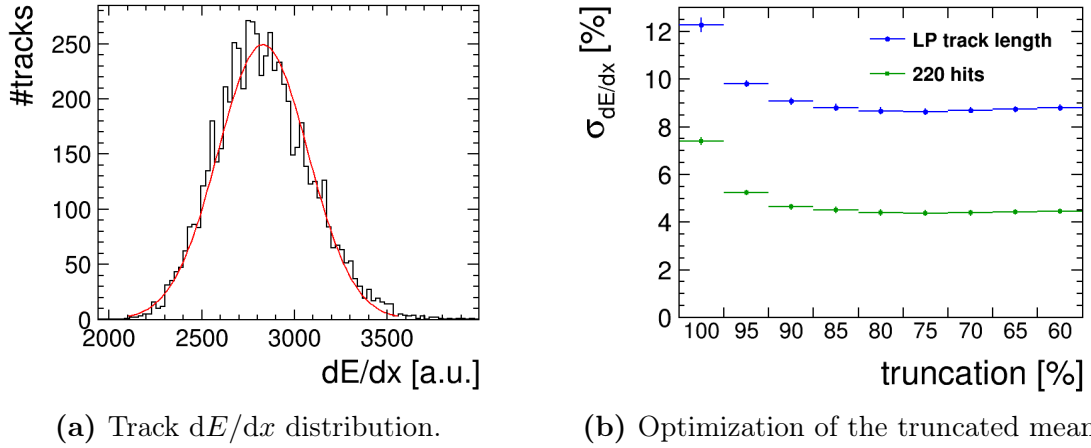 #tracks
250
200
150
100
50
0
2000 2500 3000 3500
dE/dx [a.u.]
(a) Track dE/dx distribution.
σdE/dx [%]
12
10
8
6
4
2
0
LP track length
220 hits
100 95 90 85 80 75 70 65 60
truncation [%]
(b) Optimization of the truncated mean